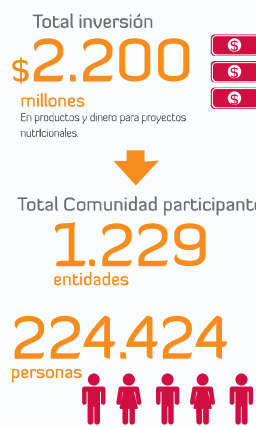 Total inversión
$2.200
millones
En productos y dinero para proyectos
nutricionales.
$
$
$
Total Comunidad participante
1.229
entidades
224.424
personas